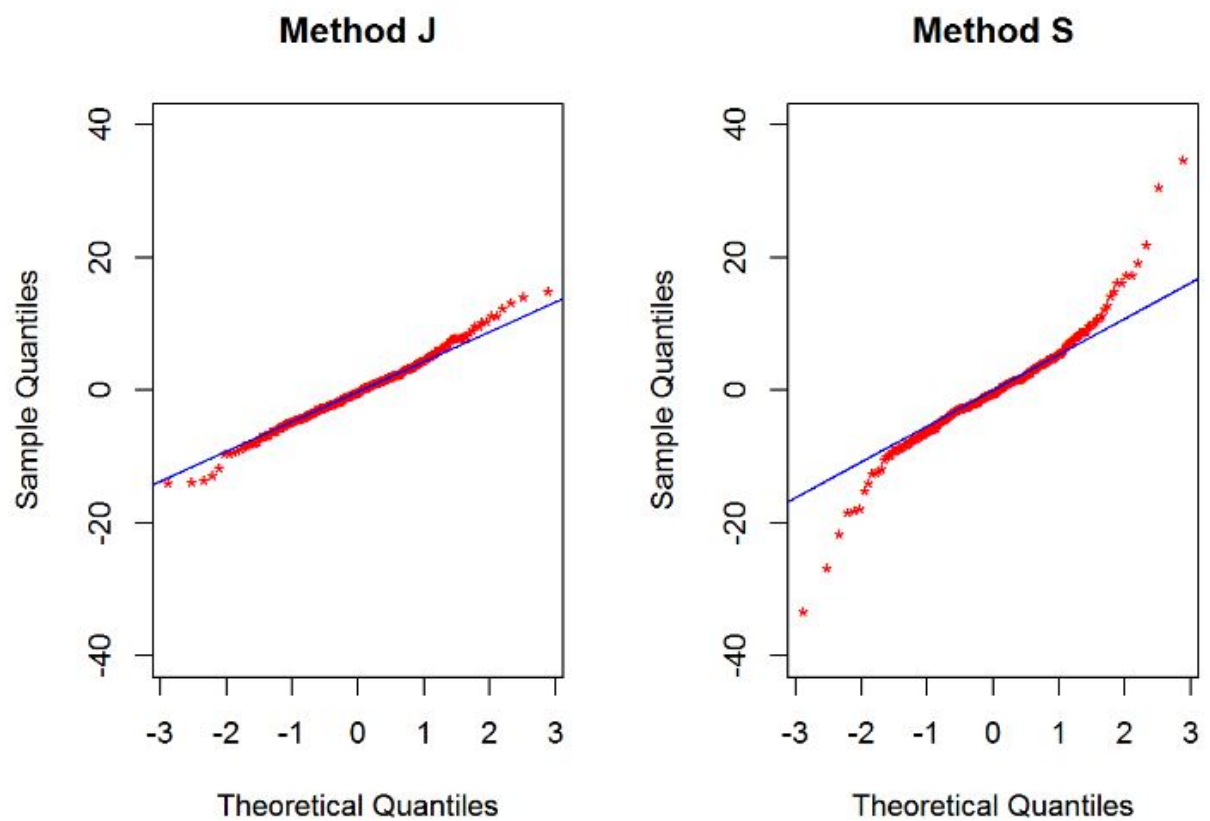 Method J
Sample Quantiles
40
20
0
-20
-40
-3 -2 -1 0 1 2 3
Theoretical Quantiles
Method S
Sample Quantiles
40
20
0
-20
-40
-3 -2 -1 0 1 2 3
Theoretical Quantiles